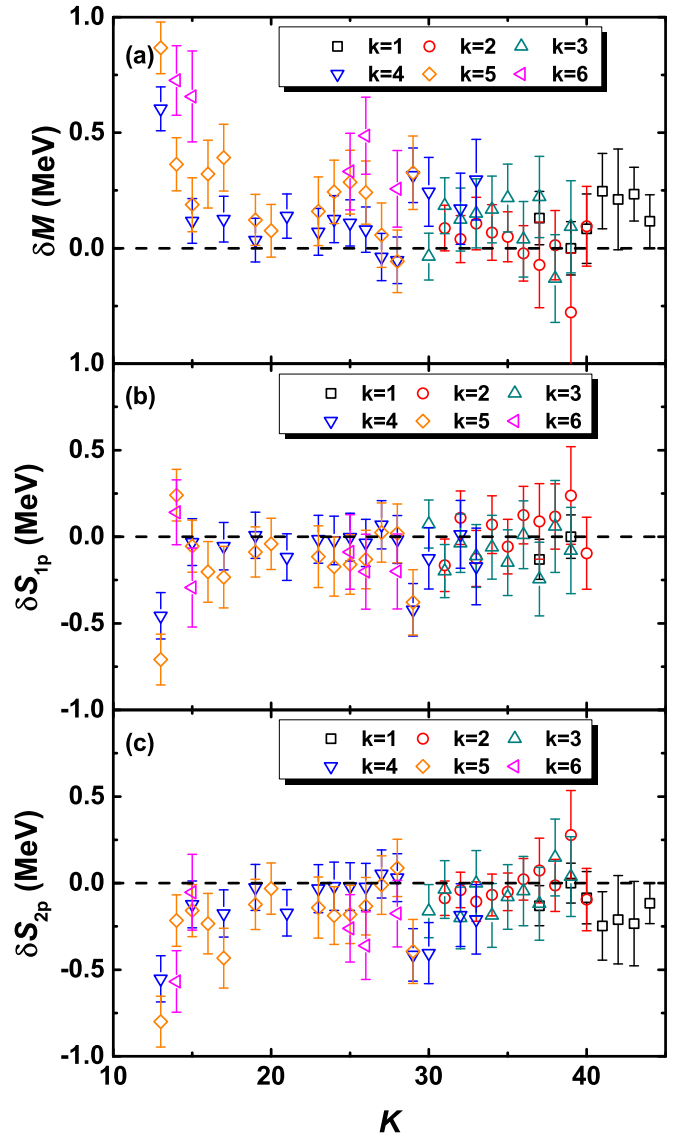 1.0
(a)
k=1 k=2 k=3
k=4 k=5 k=6
0.5
0.0
δM (MeV)
1.0
(b)
k=1 k=2 k=3
k=4 k=5 k=6
0.5
0.0
-0.5
-1.0
δS1p (MeV)
(c)
k=1 k=2 k=3
k=4 k=5 k=6
0.5
0.0
-0.5
-1.0
δS2p (MeV)
10 20 30 40
K